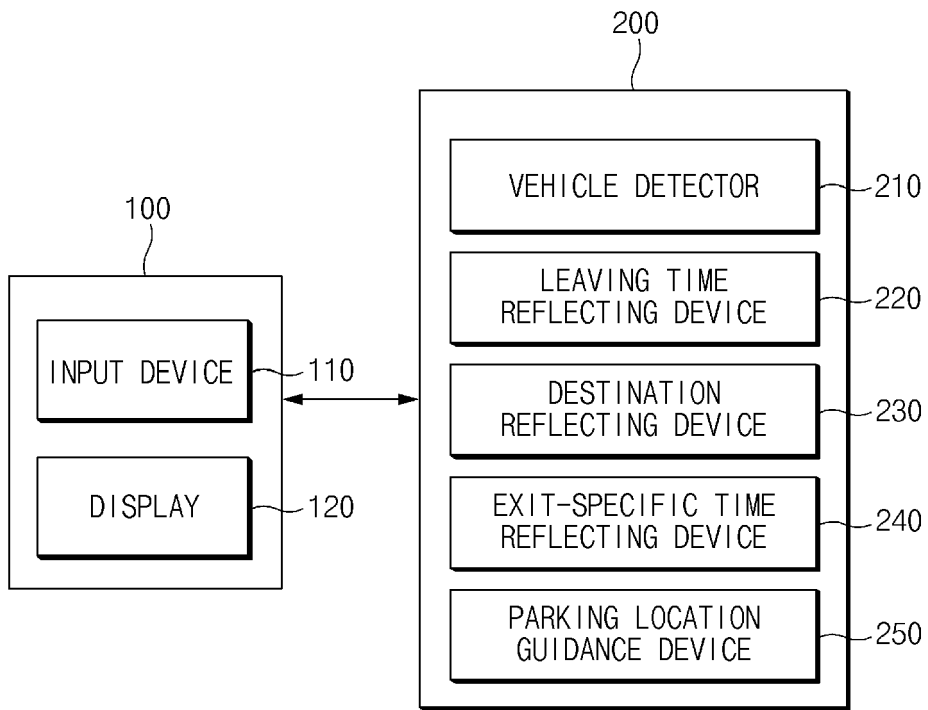 100
INPUT DEVICE
110
DISPLAY
120
200
VEHICLE DETECTOR
210
LEAVING TIME
REFLECTING DEVICE
220
DESTINATION
REFLECTING DEVICE
230
EXIT-SPECIFIC TIME
REFLECTING DEVICE
240
PARKING LOCATION
GUIDANCE DEVICE
250